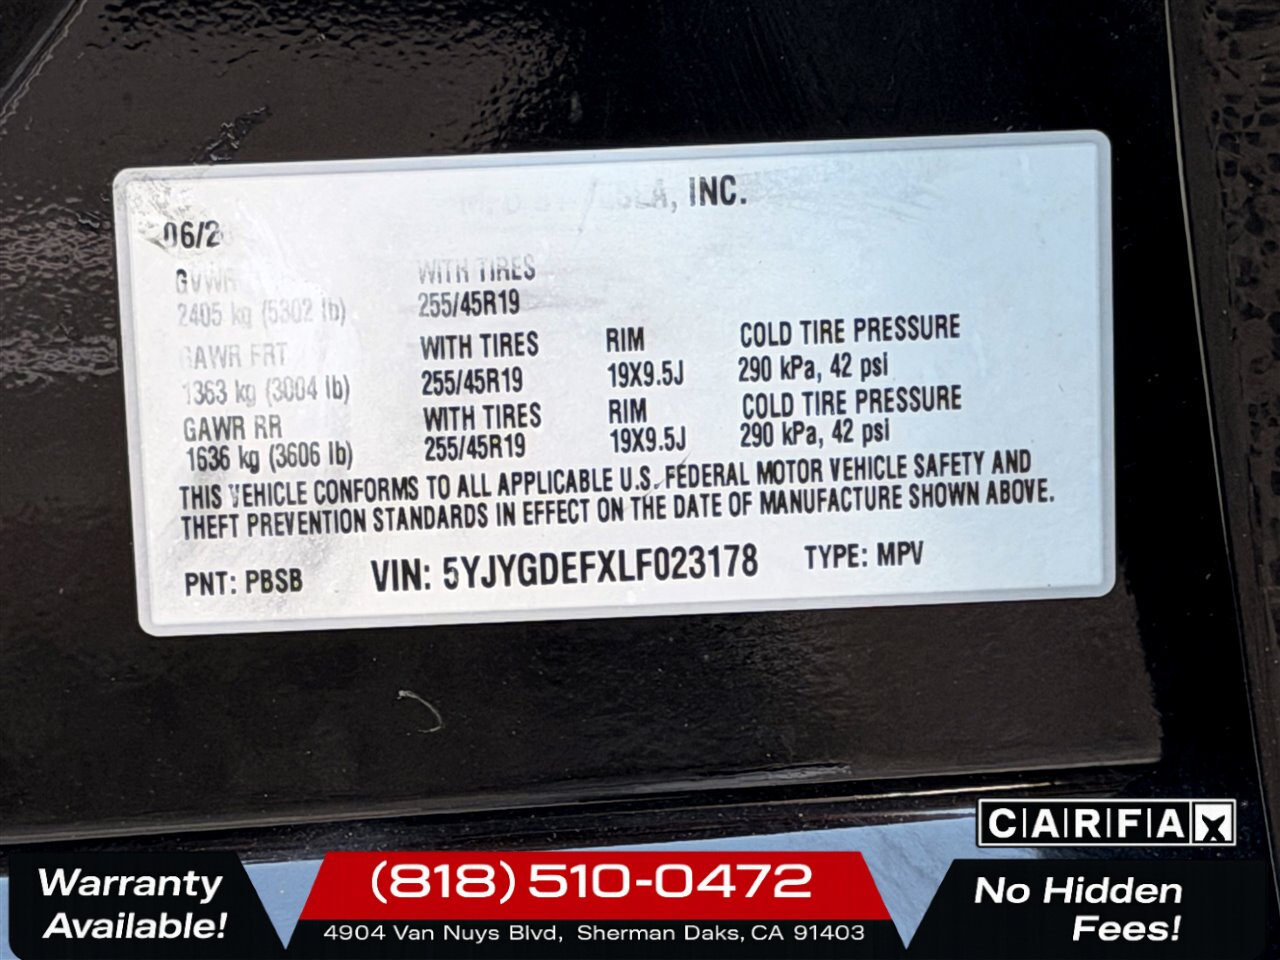 INC.
06/2
GVWR
WITH TIRES
2405 kg (5302 lb)
255/45R19
GAWR FRT
WITH TIRES
RIM
COLD TIRE PRESSURE
1363 kg (3004 lb)
255/45R19
19X9.5J
290 kPa, 42 psi
GAWR RR
WITH TIRES
RIM
COLD TIRE PRESSURE
1636 kg (3606 lb)
255/45R19
19X9.5J
290 kPa, 42 psi
THIS VEHICLE CONFORMS TO ALL APPLICABLE U.S. FEDERAL MOTOR VEHICLE SAFETY AND
THEFT PREVENTION STANDARDS IN EFFECT ON THE DATE OF MANUFACTURE SHOWN ABOVE.
PNT: PBSB
VIN: 5YJYGDEFXLF023178
TYPE: MPV
CARFAX
Warranty
Available!
(818) 510-0472
4904 Van Nuys Blvd, Sherman Daks, CA 91403
No Hidden
Fees!